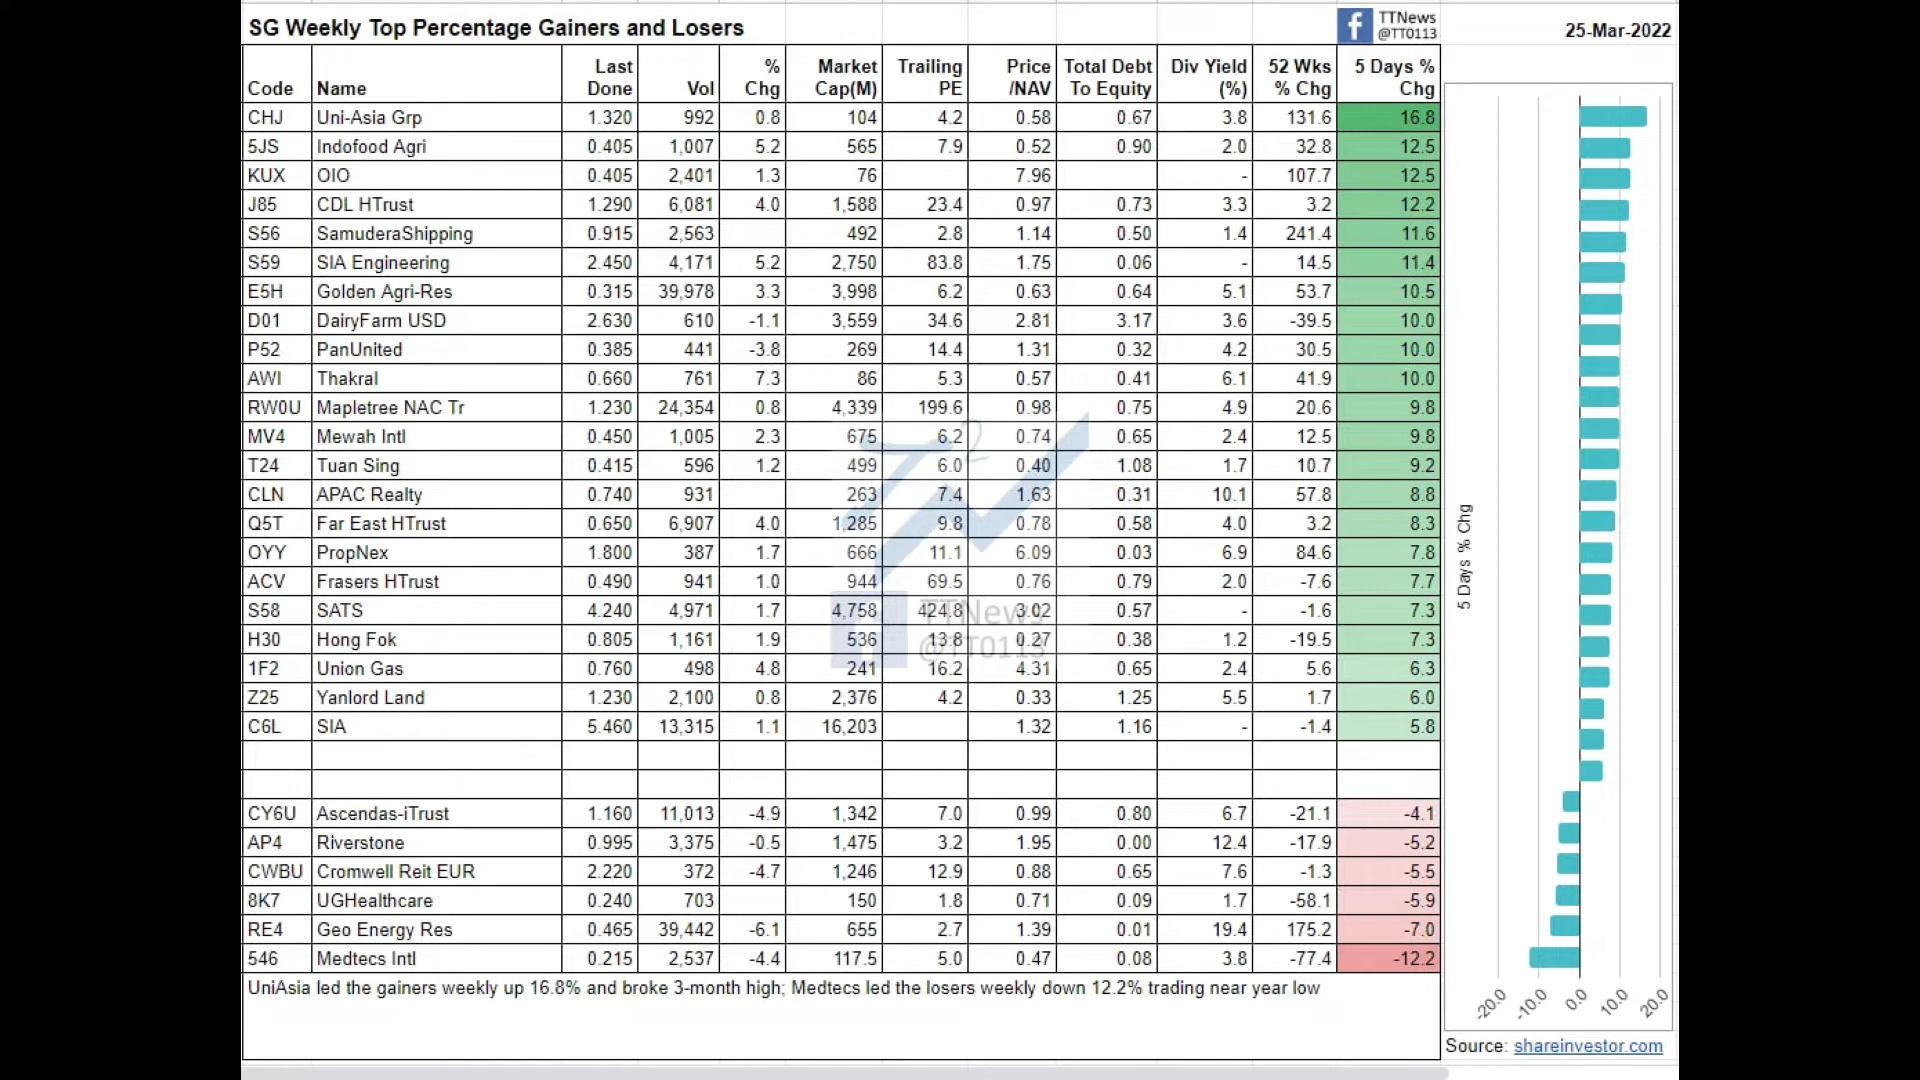 SG Weekly Top Percentage Gainers and Losers
TTNews
@TT0113
25-Mar-2022
Code Name Last Done Vol % Chg Market Cap(M) Trailing PE Price /NAV Total Debt To Equity Div Yield (%) 52 Wks % Chg 5 Days % Chg
CHJ Uni-Asia Grp 1.320 992 0.8 104 4.2 0.58 0.67 3.8 131.6 16.8
5JS Indofood Agri 0.405 1,007 5.2 565 7.9 0.52 0.90 2.0 32.8 12.5
KUX OIO 0.405 2,401 1.3 76 7.96 - 107.7 12.5
J85 CDL HTrust 1.290 6,081 4.0 1,588 23.4 0.97 0.73 3.3 3.2 12.2
S56 SamuderaShipping 0.915 2,563 492 2.8 1.14 0.50 1.4 241.4 11.6
S59 SIA Engineering 2.450 4,171 5.2 2,750 83.8 1.75 0.06 - 14.5 11.4
E5H Golden Agri-Res 0.315 39,978 3.3 3,998 6.2 0.63 0.64 5.1 53.7 10.5
D01 DairyFarm USD 2.630 610 -1.1 3,559 34.6 2.81 3.17 3.6 -39.5 10.0
P52 PanUnited 0.385 441 -3.8 269 14.4 1.31 0.32 4.2 30.5 10.0
AWI Thakral 0.660 761 7.3 86 5.3 0.57 0.41 6.1 41.9 10.0
RW0U Mapletree NAC Tr 1.230 24,354 0.8 4,339 199.6 0.98 0.75 4.9 20.6 9.8
MV4 Mewah Intl 0.450 1,005 2.3 675 6.2 0.74 0.65 2.4 12.5 9.8
T24 Tuan Sing 0.415 596 1.2 499 6.0 0.40 1.08 1.7 10.7 9.2
CLN APAC Realty 0.740 931 263 7.4 1.63 0.31 10.1 57.8 8.8
Q5T Far East HTrust 0.650 6,907 4.0 1,285 9.8 0.78 0.58 4.0 3.2 8.3
OYY PropNex 1.800 387 1.7 666 11.1 6.09 0.03 6.9 84.6 7.8
ACV Frasers HTrust 0.490 941 1.0 944 69.5 0.76 0.79 2.0 -7.6 7.7
S58 SATS 4.240 4,971 1.7 4,758 424.8 3.02 0.57 - -1.6 7.3
H30 Hong Fok 0.805 1,161 1.9 536 13.8 0.27 0.38 1.2 -19.5 7.3
1F2 Union Gas 0.760 498 4.8 241 16.2 4.31 0.65 2.4 5.6 6.3
Z25 Yanlord Land 1.230 2,100 0.8 2,376 4.2 0.33 1.25 5.5 1.7 6.0
C6L SIA 5.460 13,315 1.1 16,203 1.32 1.16 - -1.4 5.8
CY6U Ascendas-iTrust 1.160 11,013 -4.9 1,342 7.0 0.99 0.80 6.7 -21.1 -4.1
AP4 Riverstone 0.995 3,375 -0.5 1,475 3.2 1.95 0.00 12.4 -17.9 -5.2
CWBU Cromwell Reit EUR 2.220 372 -4.7 1,246 12.9 0.88 0.65 7.6 -1.3 -5.5
8K7 UGHealthcare 0.240 703 150 1.8 0.71 0.09 1.7 -58.1 -5.9
RE4 Geo Energy Res 0.465 39,442 -6.1 655 2.7 1.39 0.01 19.4 175.2 -7.0
546 Medtecs Intl 0.215 2,537 -4.4 117.5 5.0 0.47 0.08 3.8 -77.4 -12.2
UniAsia led the gainers weekly up 16.8% and broke 3-month high; Medtecs led the losers weekly down 12.2% trading near year low
TTNews
@TT0113
5 Days % Chg
-20.0 -10.0 0.0 10.0 20.0
Source: shareinvestor.com